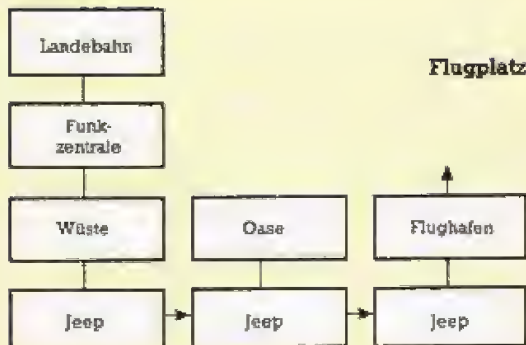 Landebahn
Flugplatz
Funk-
zentrale
Wüste
Oase
Flughafen
Jeep
Jeep
Jeep